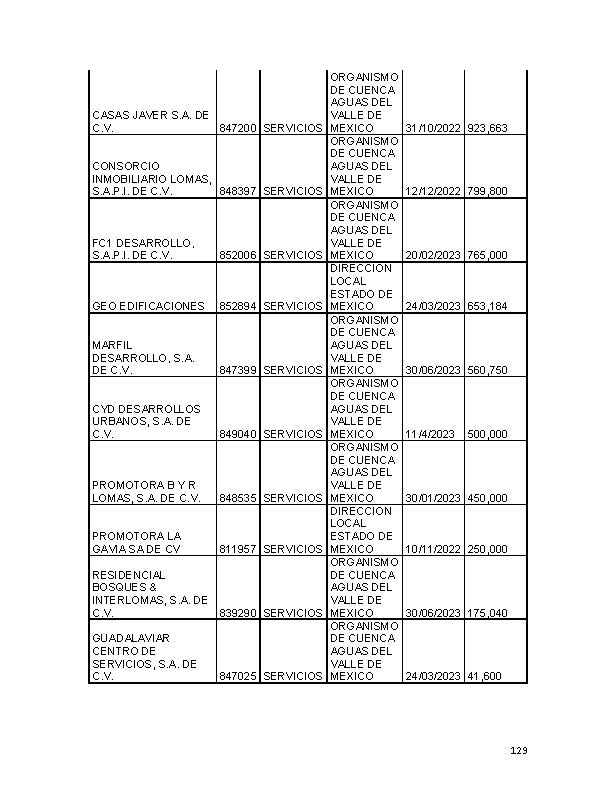 ORGANISMO
DE CUENCA
AGUAS DEL
VALLE DE
CASAS JAVER S.A. DE
C.V. 847200 SERVICIOS MEXICO 31/10/2022 923,663
ORGANISMO
DE CUENCA
AGUAS DEL
VALLE DE
CONSORCIO
INMOBILIARIO LOMAS,
S.A.P.I. DE C.V. 848397 SERVICIOS MEXICO 12/12/2022 799,800
ORGANISMO
DE CUENCA
AGUAS DEL
VALLE DE
FC1 DESARROLLO,
S.A.P.I. DE C.V. 852006 SERVICIOS MEXICO 20/02/2023 765,000
DIRECCION
LOCAL
ESTADO DE
GEO EDIFICACIONES 852894 SERVICIOS MEXICO 24/03/2023 653,184
ORGANISMO
DE CUENCA
AGUAS DEL
VALLE DE
MARFIL
DESARROLLO, S.A.
DE C.V. 847399 SERVICIOS MEXICO 30/06/2023 560,750
ORGANISMO
DE CUENCA
AGUAS DEL
VALLE DE
CYD DESARROLLOS
URBANOS, S.A. DE
C.V. 849040 SERVICIOS MEXICO 11/4/2023 500,000
ORGANISMO
DE CUENCA
AGUAS DEL
VALLE DE
PROMOTORA B Y R
LOMAS, S.A. DE C.V. 848535 SERVICIOS MEXICO 30/01/2023 450,000
DIRECCION
LOCAL
ESTADO DE
PROMOTORA LA
GAVIA SA DE CV 811957 SERVICIOS MEXICO 10/11/2022 250,000
ORGANISMO
DE CUENCA
AGUAS DEL
VALLE DE
RESIDENCIAL
BOSQUES &
INTERLOMAS, S.A. DE
C.V. 839290 SERVICIOS MEXICO 30/06/2023 175,040
ORGANISMO
DE CUENCA
AGUAS DEL
VALLE DE
GUADALAVIAR
CENTRO DE
SERVICIOS, S.A. DE
C.V. 847025 SERVICIOS MEXICO 24/03/2023 41,600
129